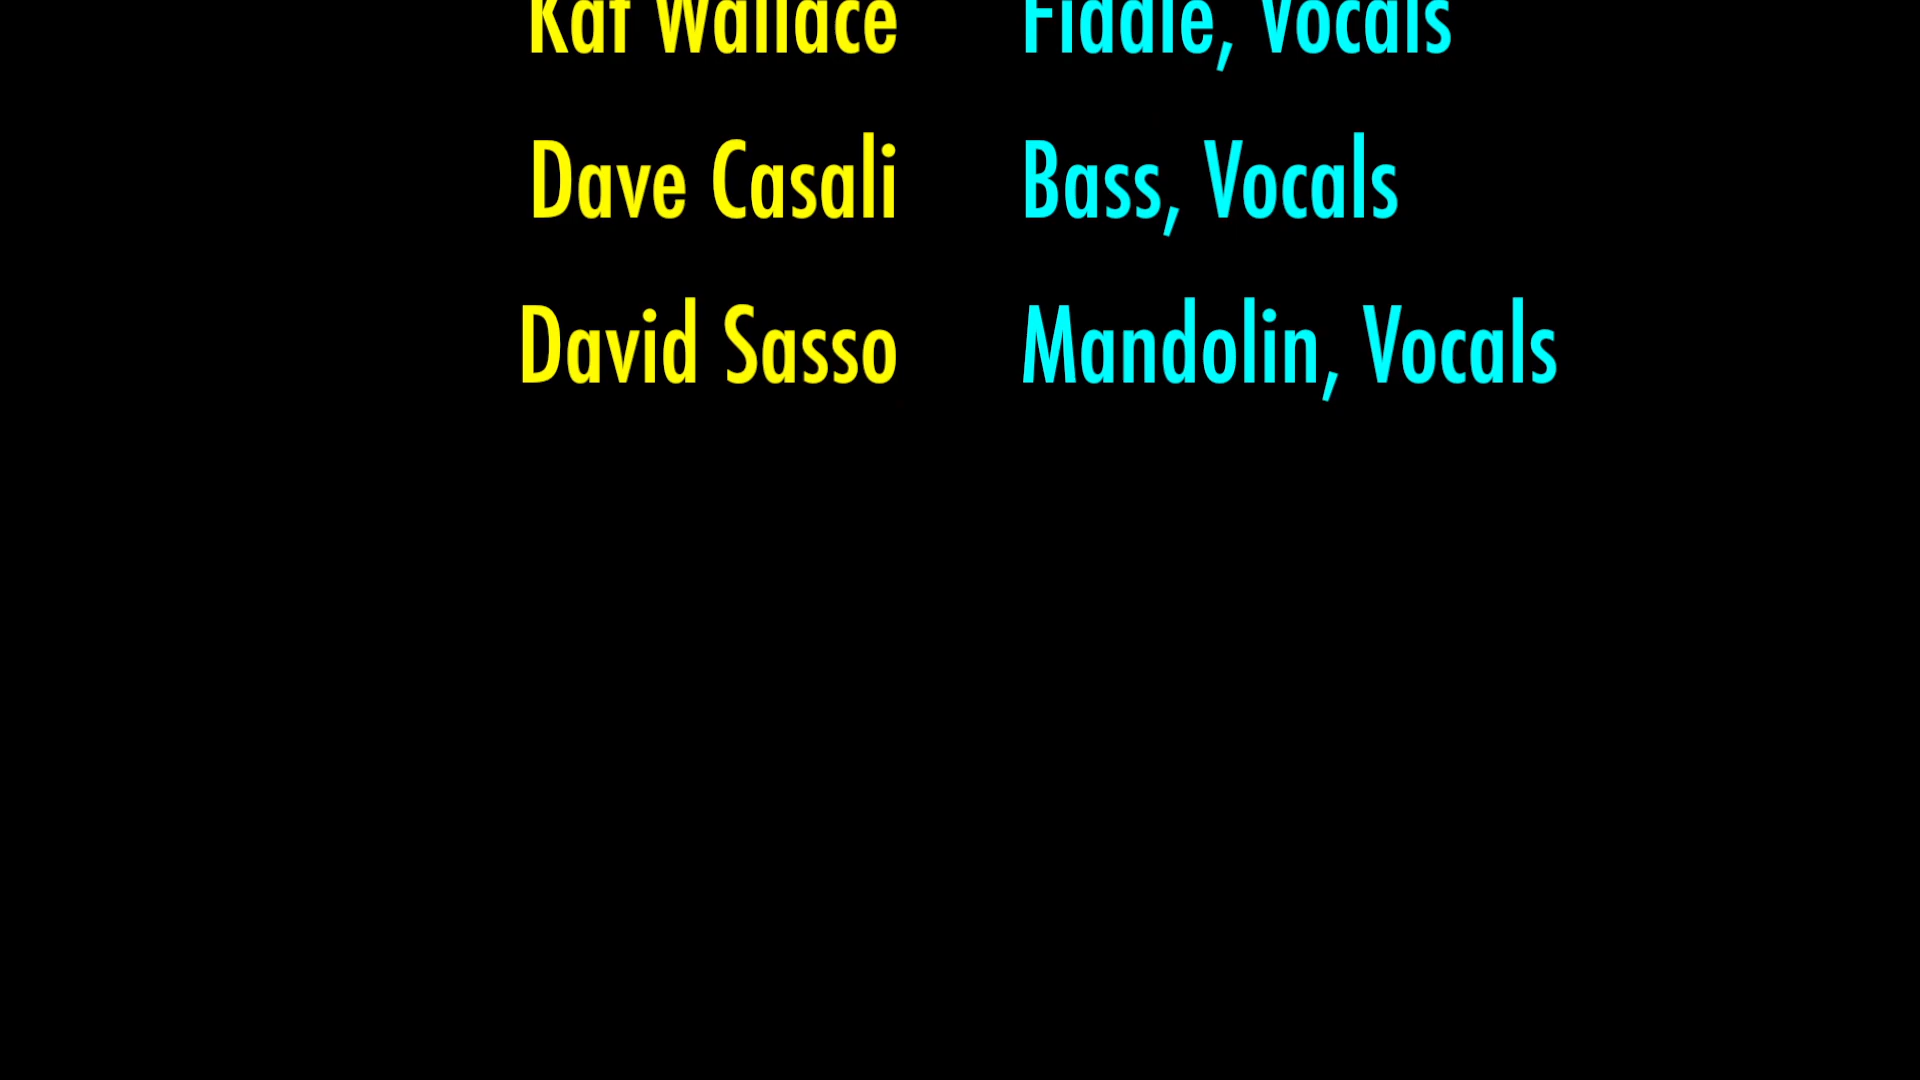 Kat Wallace Fiddle, Vocals
Dave Casali Bass, Vocals
David Sasso Mandolin, Vocals